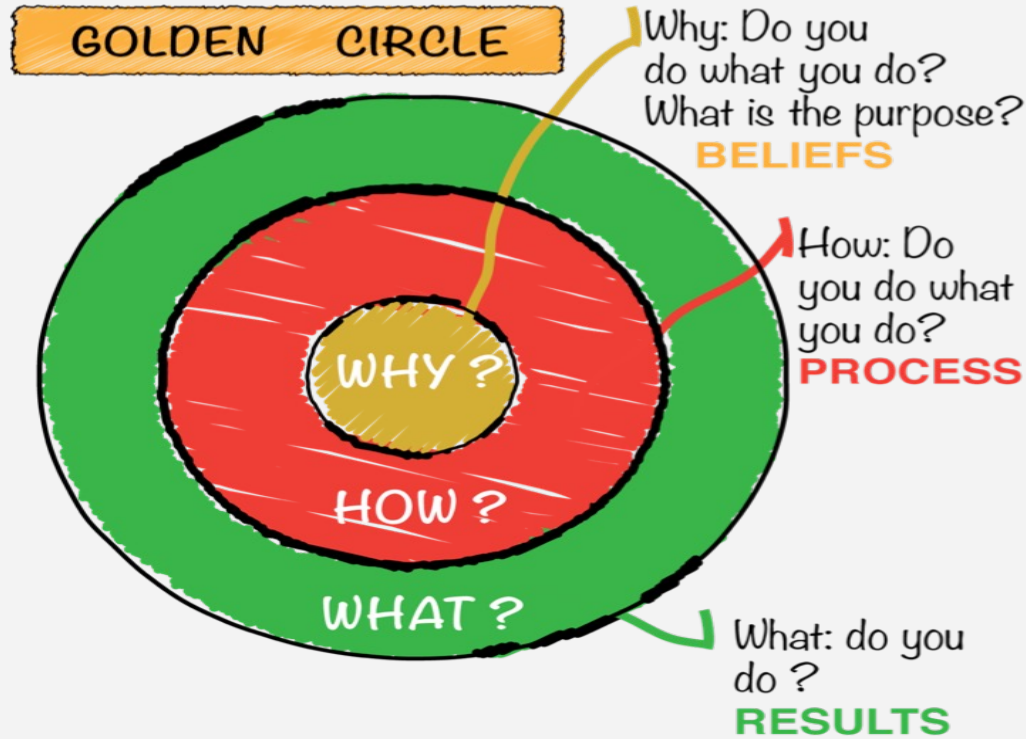 GOLDEN CIRCLE
Why: Do you
do what you do?
What is the purpose?
BELIEFS
How: Do
you do what
you do?
PROCESS
WHY ?
HOW ?
WHAT ?
What: do you
do ?
RESULTS